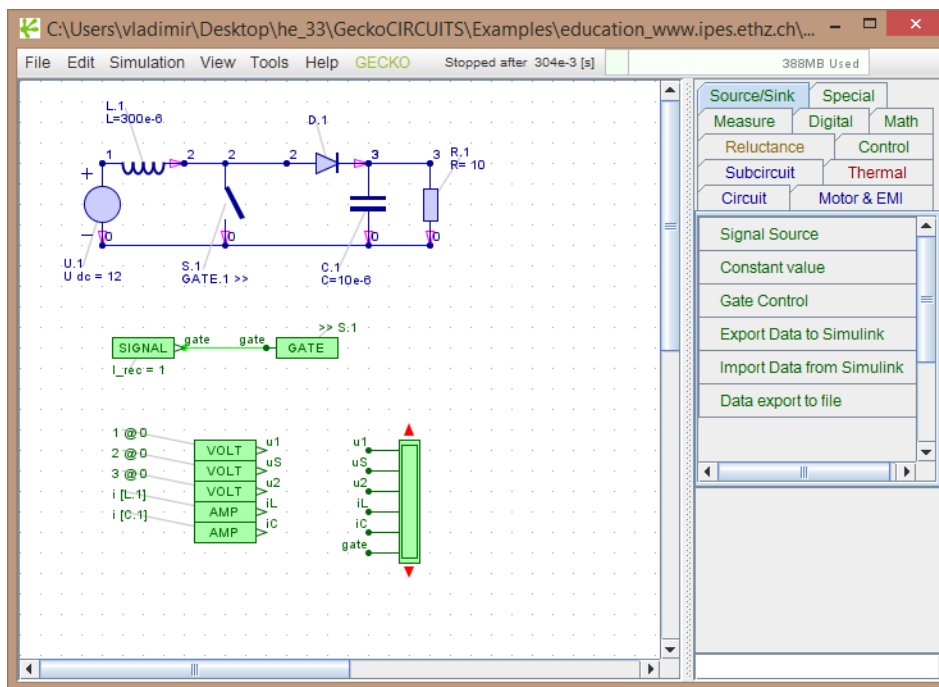 C:\Users\vladimir\Desktop\he_33\GeckoCIRCUITS\Examples\education_www.ipes.ethz.ch\...
File Edit Simulation View Tools Help GECKO Stopped after 304e-3 [s] 388MB Used
Source/Sink Special
Measure Digital Math
Reluctance Control
Subcircuit Thermal
Circuit Motor & EMI
Signal Source
Constant value
Gate Control
Export Data to Simulink
Import Data from Simulink
Data export to file
L.1
L=300e-6
D.1
1 2 2 2 3 3
R.1
R= 10
+
−
0 0 0 0
U.1
U dc = 12
S.1
GATE.1 >>
C.1
C=10e-6
>> S.1
gate gate
SIGNAL GATE
I_rec = 1
1 @0 VOLT u1
2 @0 VOLT uS
3 @0 VOLT u2
i [L.1] AMP iL
i [C.1] AMP iC
u1
uS
u2
iL
iC
gate